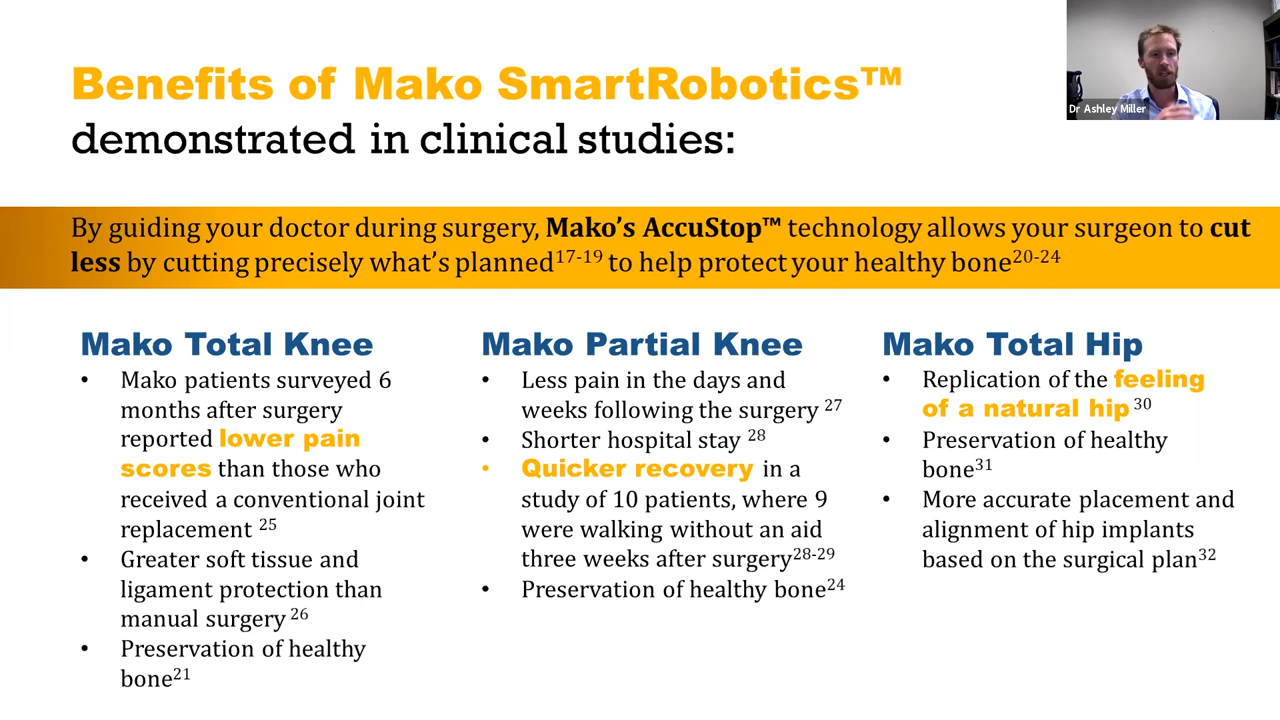 Benefits of Mako SmartRobotics™
demonstrated in clinical studies:
Dr Ashley Miller
By guiding your doctor during surgery, Mako’s AccuStop™ technology allows your surgeon to cut
less by cutting precisely what’s planned17-19 to help protect your healthy bone20-24
Mako Total Knee
• Mako patients surveyed 6
months after surgery
reported lower pain
scores than those who
received a conventional joint
replacement 25
• Greater soft tissue and
ligament protection than
manual surgery 26
• Preservation of healthy
bone21
Mako Partial Knee
• Less pain in the days and
weeks following the surgery 27
• Shorter hospital stay 28
• Quicker recovery in a
study of 10 patients, where 9
were walking without an aid
three weeks after surgery28-29
• Preservation of healthy bone24
Mako Total Hip
• Replication of the feeling
of a natural hip 30
• Preservation of healthy
bone31
• More accurate placement and
alignment of hip implants
based on the surgical plan32